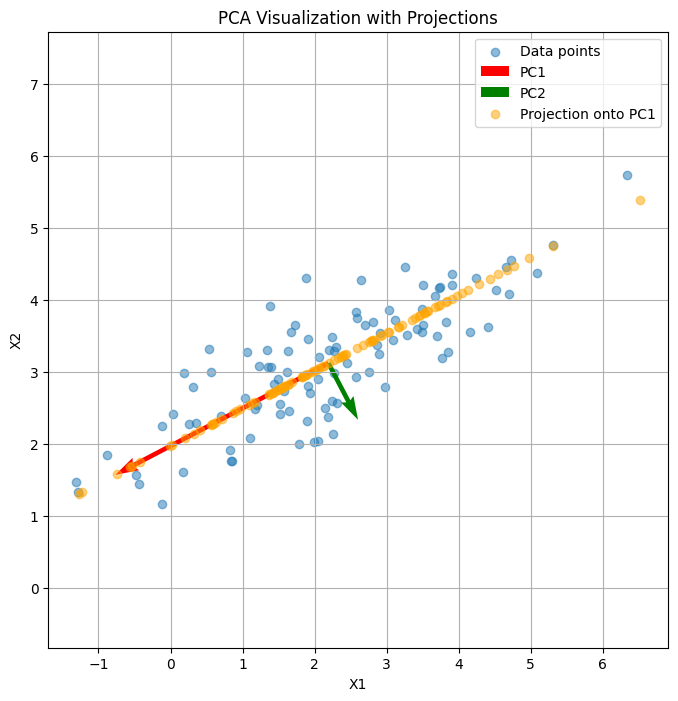 PCA Visualization with Projections
Data points
PC1
PC2
Projection onto PC1
7
6
5
4
3
2
1
0
X2
−1 0 1 2 3 4 5 6
X1